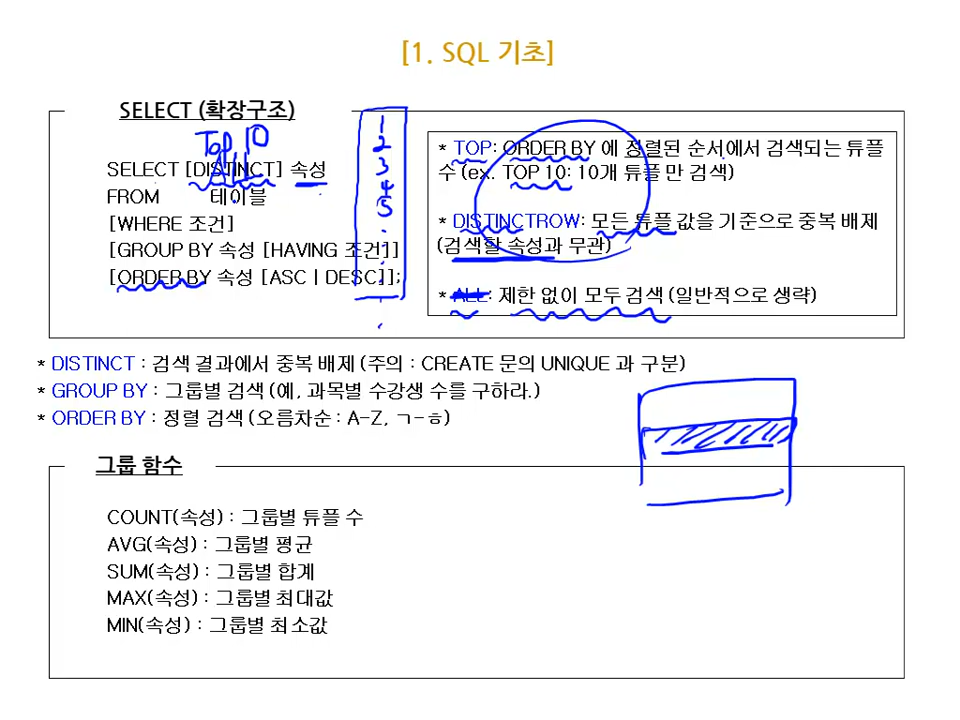 [1. SQL 기초]
SELECT (확장구조)
Top 10
All
SELECT [DISTINCT] 속성
FROM 테이블
[WHERE 조건]
[GROUP BY 속성 [HAVING 조건]]
[ORDER BY 속성 [ASC | DESC]];
1
2
3
4
5
* TOP: ORDER BY 에 정렬된 순서에서 검색되는 튜플
수 (ex. TOP 10: 10개 튜플 만 검색)
* DISTINCTROW: 모든 튜플 값을 기준으로 중복 배제
(검색할 속성과 무관)
* ALL: 제한 없이 모두 검색 (일반적으로 생략)
* DISTINCT : 검색 결과에서 중복 배제 (주의 : CREATE 문의 UNIQUE 과 구분)
* GROUP BY : 그룹별 검색 (예, 과목별 수강생 수를 구하라.)
* ORDER BY : 정렬 검색 (오름차순 : A-Z, ㄱ-ㅎ)
그룹 함수
COUNT(속성) : 그룹별 튜플 수
AVG(속성) : 그룹별 평균
SUM(속성) : 그룹별 합계
MAX(속성) : 그룹별 최대값
MIN(속성) : 그룹별 최소값